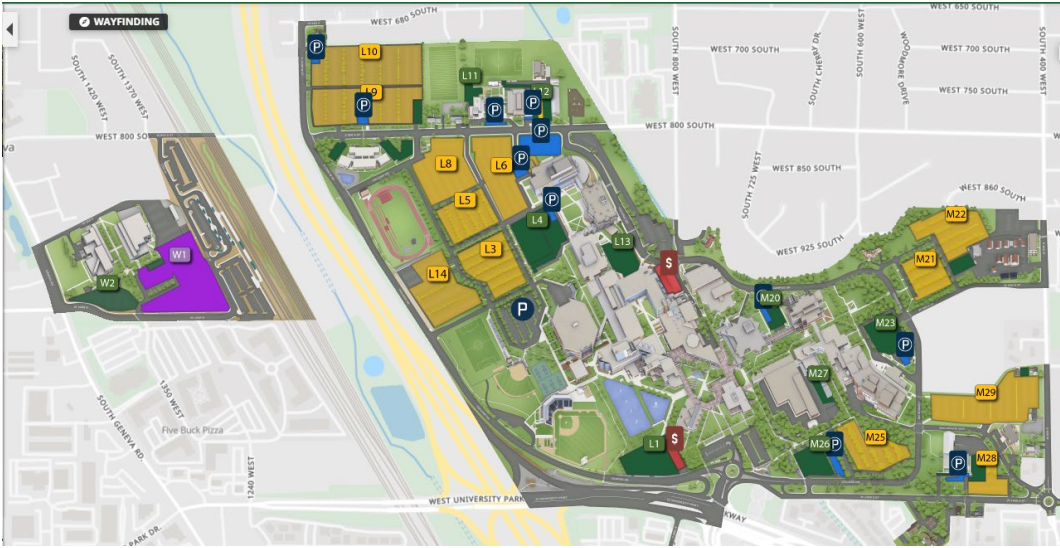 WAYFINDING
WEST 680 SOUTH
WEST 650 SOUTH
SOUTH 1420 WEST
SOUTH 1370 WEST
SOUTH 800 WEST
WEST 700 SOUTH
SOUTH CHERRY DR.
SOUTH 600 WEST
WOODMORE DRIVE
WEST 700 SOUTH
SOUTH 400 WEST
WEST 750 SOUTH
P
L10
L11
L9
L12
P
P
P
WEST 800 SO
WEST 800 SOUTH
P
va
L8
L6
P
SOUTH 725 WEST
WEST 850 SOUTH
WEST 860 SOUTH
L5
P
L4
M22
W1
L3
L13
WEST 925 SOUTH
M21
L14
$
W2
P
M20
M23
P
M27
SOUTH GENEVA RD.
1350 WEST
M29
Five Buck Pizza
L1
$
M26
P
M25
1240 WEST
P
M28
WEST UNIVERSITY PARK
KWAY
PARK DR.